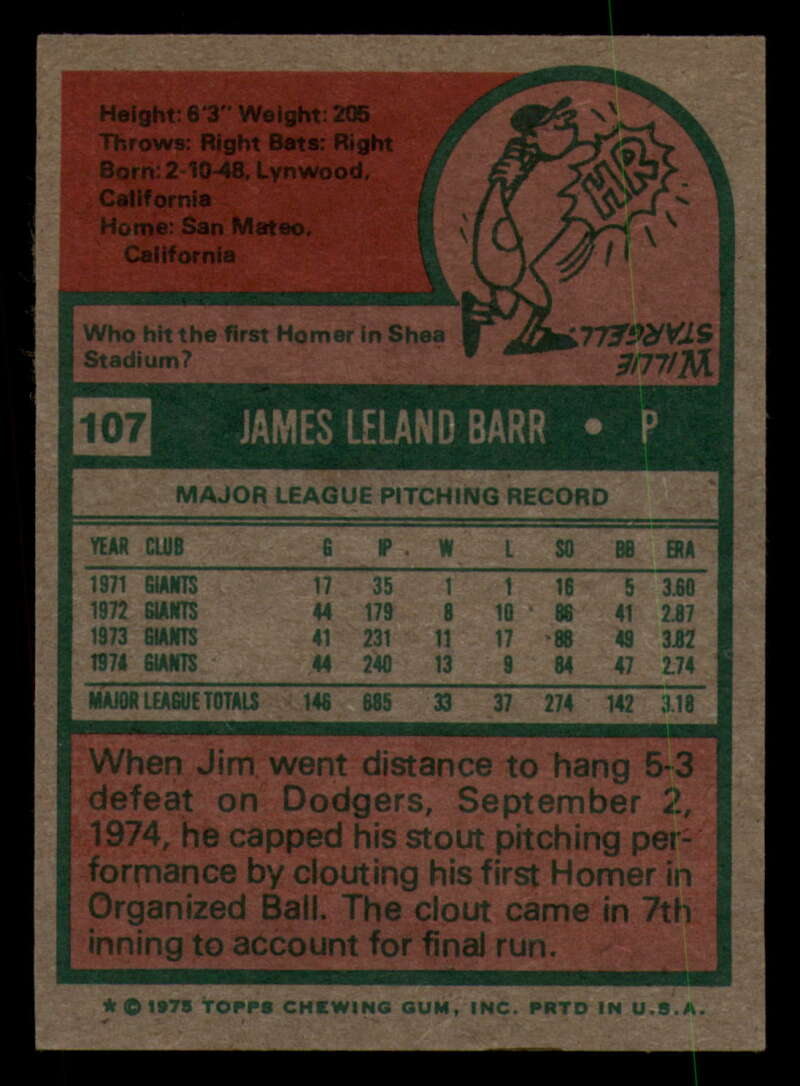 Height: 6'3" Weight: 205
Throws: Right Bats: Right
Born: 2-10-48, Lynwood,
California
Home: San Mateo,
California
HR
Who hit the first Homer in Shea
Stadium?
WILLIE
STARGELL.
107 JAMES LELAND BARR • P
MAJOR LEAGUE PITCHING RECORD
YEAR CLUB G IP W L SO BB ERA
1971 GIANTS 17 35 1 1 16 5 3.60
1972 GIANTS 44 179 8 10 86 41 2.87
1973 GIANTS 41 231 11 17 88 49 3.82
1974 GIANTS 44 240 13 9 84 47 2.74
MAJOR LEAGUE TOTALS 146 685 33 37 274 142 3.18
When Jim went distance to hang 5-3
defeat on Dodgers, September 2,
1974, he capped his stout pitching per-
formance by clouting his first Homer in
Organized Ball. The clout came in 7th
inning to account for final run.
* © 1975 TOPPS CHEWING GUM, INC. PRTD IN U.S.A.